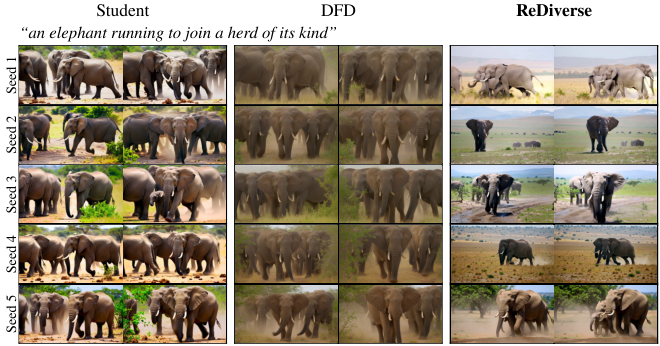 Student DFD ReDiverse
“an elephant running to join a herd of its kind”
Seed 1
Seed 2
Seed 3
Seed 4
Seed 5